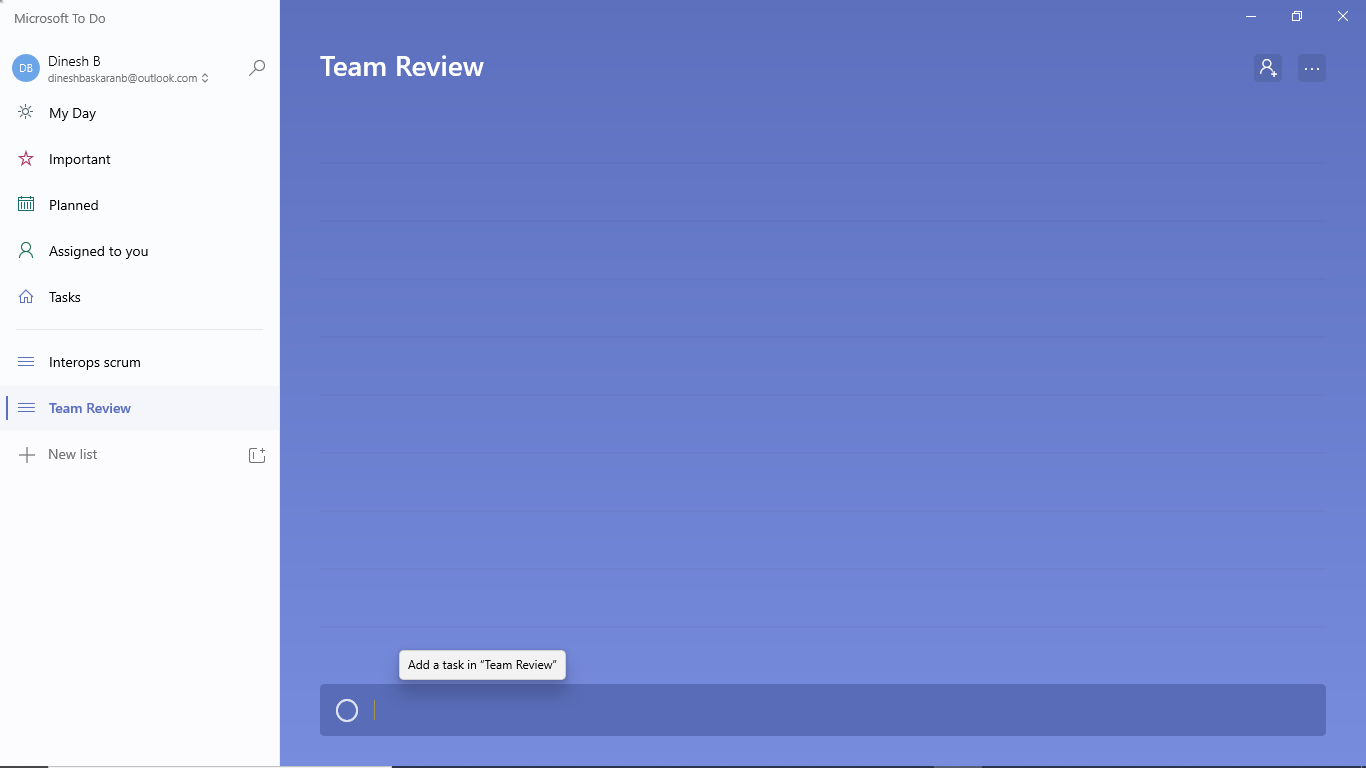 Microsoft To Do
DB
Dinesh B
dineshbaskaranb@outlook.com
My Day
Important
Planned
Assigned to you
Tasks
Interops scrum
Team Review
New list
Team Review
Add a task in “Team Review”